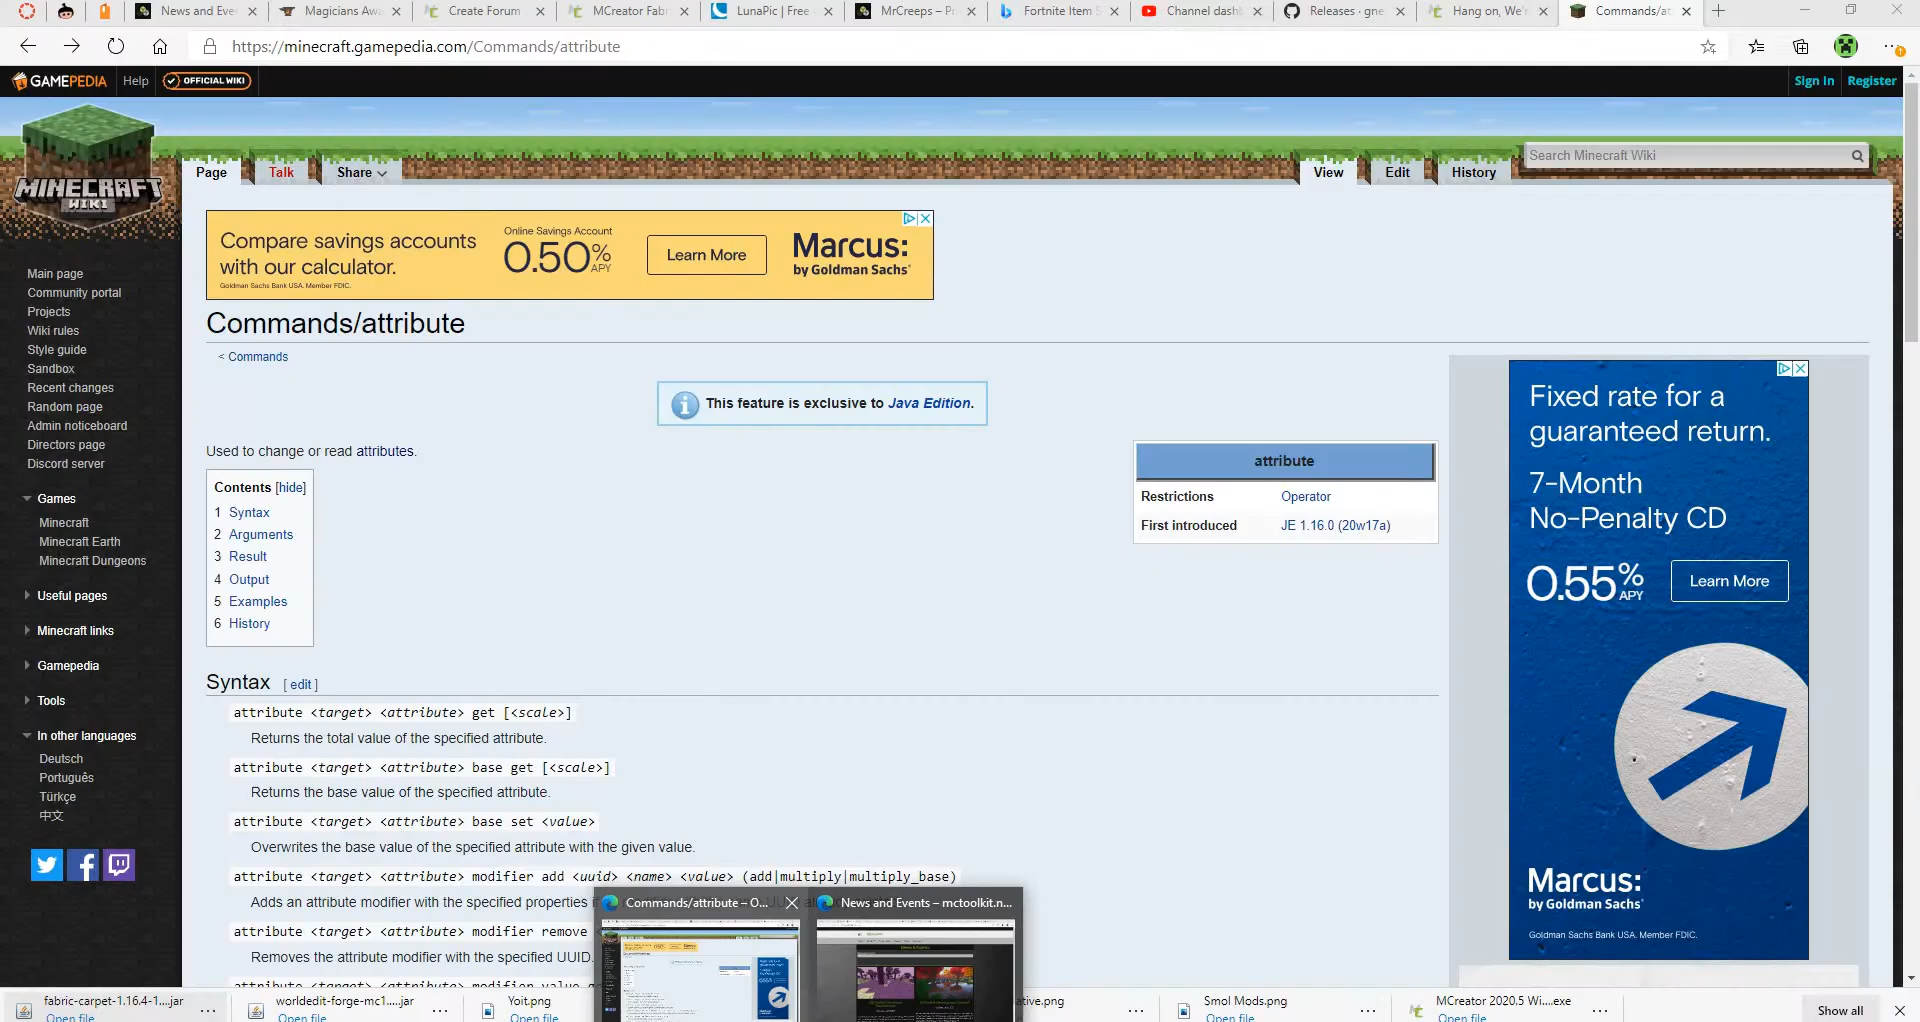 News and Eve
Magicians Aw
Create Forum
MCreator Fab
LunaPic | Free
MrCreeps – P
Fortnite Item S
Channel dash
Releases · gne
Hang on, We'
Commands/at
https://minecraft.gamepedia.com/Commands/attribute
GAMEPEDIA
Help
OFFICIAL WIKI
Sign In
Register
MINECRAFT
WIKI
Page
Talk
Share
View
Edit
History
Search Minecraft Wiki
Compare savings accounts
with our calculator.
Goldman Sachs Bank USA. Member FDIC.
Online Savings Account
0.50% APY
Learn More
Marcus:
by Goldman Sachs
Main page
Community portal
Projects
Wiki rules
Style guide
Sandbox
Recent changes
Random page
Admin noticeboard
Directors page
Discord server
Games
Minecraft
Minecraft Earth
Minecraft Dungeons
Useful pages
Minecraft links
Gamepedia
Tools
In other languages
Deutsch
Português
Türkçe
中文
Commands/attribute
< Commands
This feature is exclusive to Java Edition.
Used to change or read attributes.
attribute
Restrictions Operator
First introduced JE 1.16.0 (20w17a)
Contents [hide]
1 Syntax
2 Arguments
3 Result
4 Output
5 Examples
6 History
Syntax [ edit ]
attribute <target> <attribute> get [<scale>]
Returns the total value of the specified attribute.
attribute <target> <attribute> base get [<scale>]
Returns the base value of the specified attribute.
attribute <target> <attribute> base set <value>
Overwrites the base value of the specified attribute with the given value.
attribute <target> <attribute> modifier add <uuid> <name> <value> (add|multiply|multiply_base)
Adds an attribute modifier with the specified properties i
attribute <target> <attribute> modifier remove <
Removes the attribute modifier with the specified UUID.
attribute <target> <attribute> modifier value g
Fixed rate for a
guaranteed return.
7-Month
No-Penalty CD
0.55% APY
Learn More
Marcus:
by Goldman Sachs
Goldman Sachs Bank USA. Member FDIC.
Commands/attribute – O...
News and Events – mctoolkit.n...
fabric-carpet-1.16.4-1....jar
Open file
worldedit-forge-mc1....jar
Open file
Yoit.png
Open file
ative.png
Smol Mods.png
Open file
MCreator 2020.5 Wi....exe
Open file
Show all